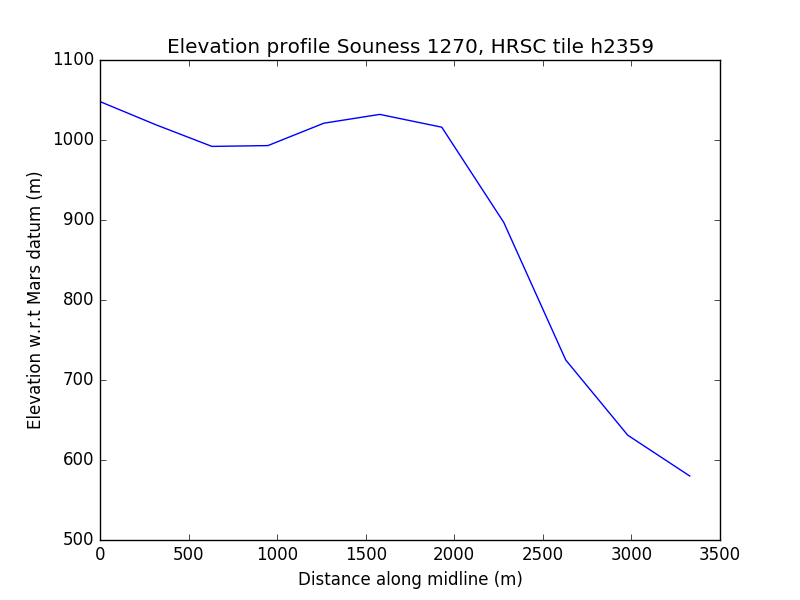 Elevation profile Souness 1270, HRSC tile h2359
1100
1000
900
800
700
600
500
Elevation w.r.t Mars datum (m)
0 500 1000 1500 2000 2500 3000 3500
Distance along midline (m)